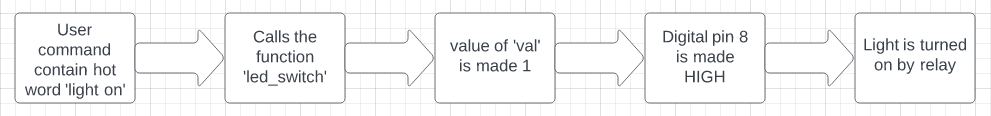 User
command
contain hot
word 'light on'
Calls the
function
'led_switch'
value of 'val'
is made 1
Digital pin 8
is made
HIGH
Light is turned
on by relay